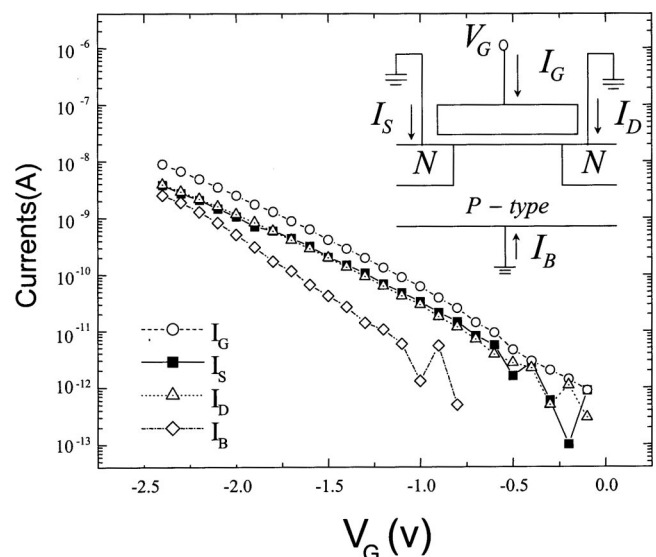 Currents(A)
10^-6
10^-7
10^-8
10^-9
10^-10
10^-11
10^-12
10^-13
V_G
I_G
I_S
I_D
N
N
P - type
I_B
I_G
I_S
I_D
I_B
-2.5
-2.0
-1.5
-1.0
-0.5
0.0
V_G (v)